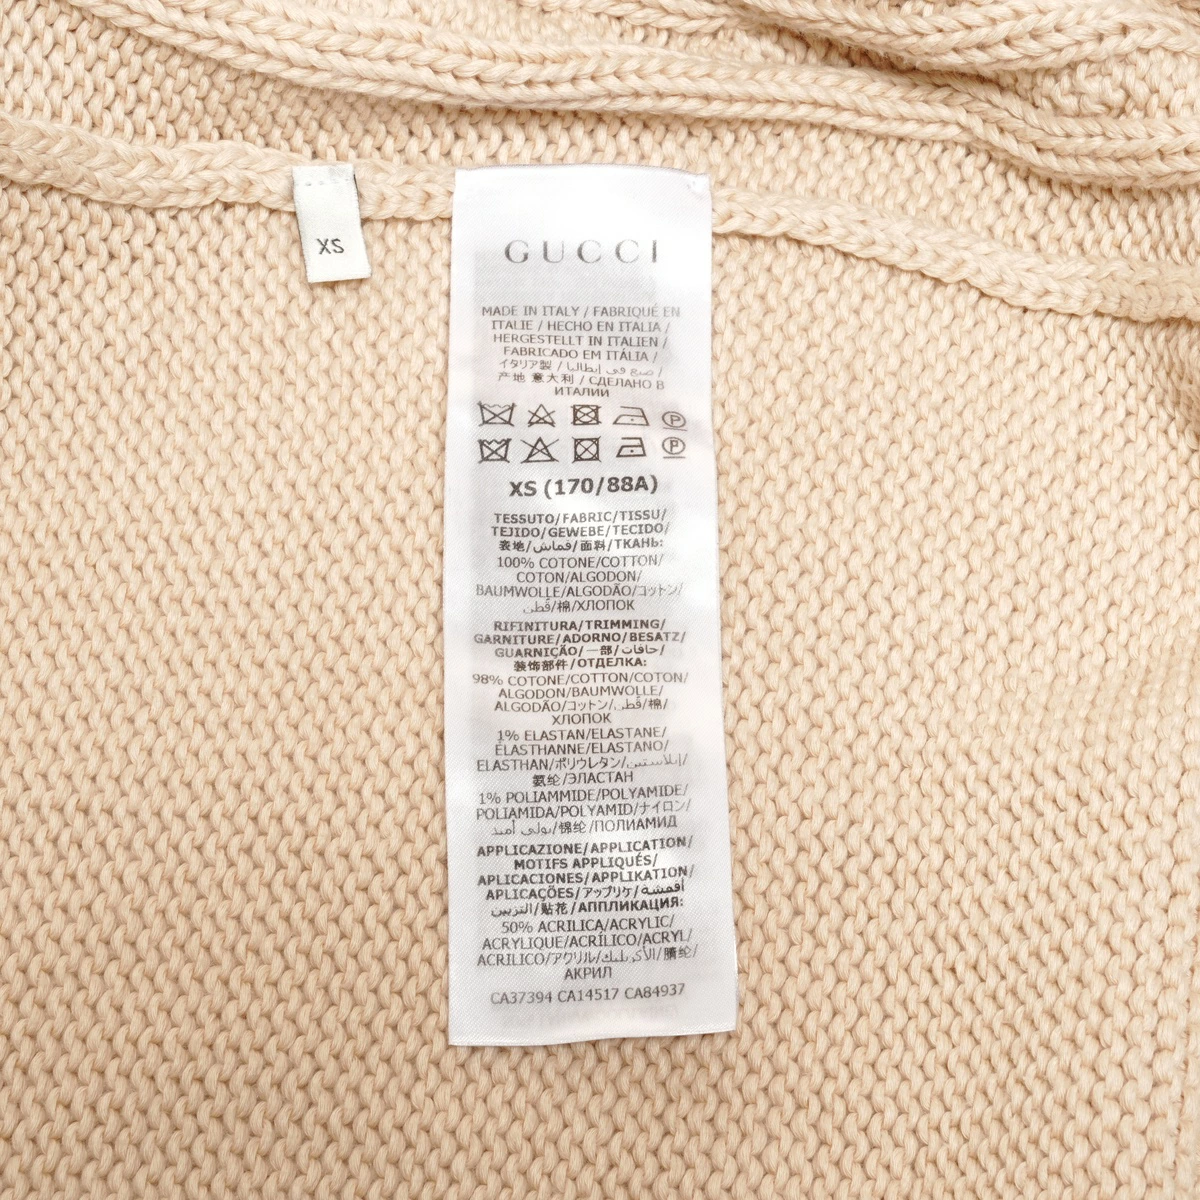 XS
GUCCI
MADE IN ITALY / FABRIQUÉ EN
ITALIE / HECHO EN ITALIA /
HERGESTELLT IN ITALIEN /
FABRICADO EM ITÁLIA /
イタリア製 / صنع في إيطاليا /
产地 意大利 / СДЕЛАНО В
ИТАЛИИ
XS (170/88A)
TESSUTO/FABRIC/TISSU/
TEJIDO/GEWEBE/TECIDO/
表地/قماش/面料/ТКАНЬ:
100% COTONE/COTTON/
COTON/ALGODON/
BAUMWOLLE/ALGODÃO/コットン/
قطن/棉/ХЛОПОК
RIFINITURA/TRIMMING/
GARNITURE/ADORNO/BESATZ/
GUARNIÇÃO/一部/حافات/
装饰部件/ОТДЕЛКА:
98% COTONE/COTTON/COTON/
ALGODON/BAUMWOLLE/
ALGODÃO/コットン/قطن/棉/
ХЛОПОК
1% ELASTAN/ELASTANE/
ÉLASTHANNE/ELASTANO/
ELASTHAN/ポリウレタン/إيلاستين/
氨纶/ЭЛАСТАН
1% POLIAMMIDE/POLYAMIDE/
POLIAMIDA/POLYAMID/ナイロン/
بولي أميد/锦纶/ПОЛИАМИД
APPLICAZIONE/APPLICATION/
MOTIFS APPLIQUÉS/
APLICACIONES/APPLIKATION/
APLICAÇÕES/アップリケ/أقمشة
التزيين/贴花/АППЛИКАЦИЯ:
50% ACRILICA/ACRYLIC/
ACRYLIQUE/ACRÍLICO/ACRYL/
ACRILICO/アクリル/الأكريليك/腈纶/
АКРИЛ
CA37394 CA14517 CA84937